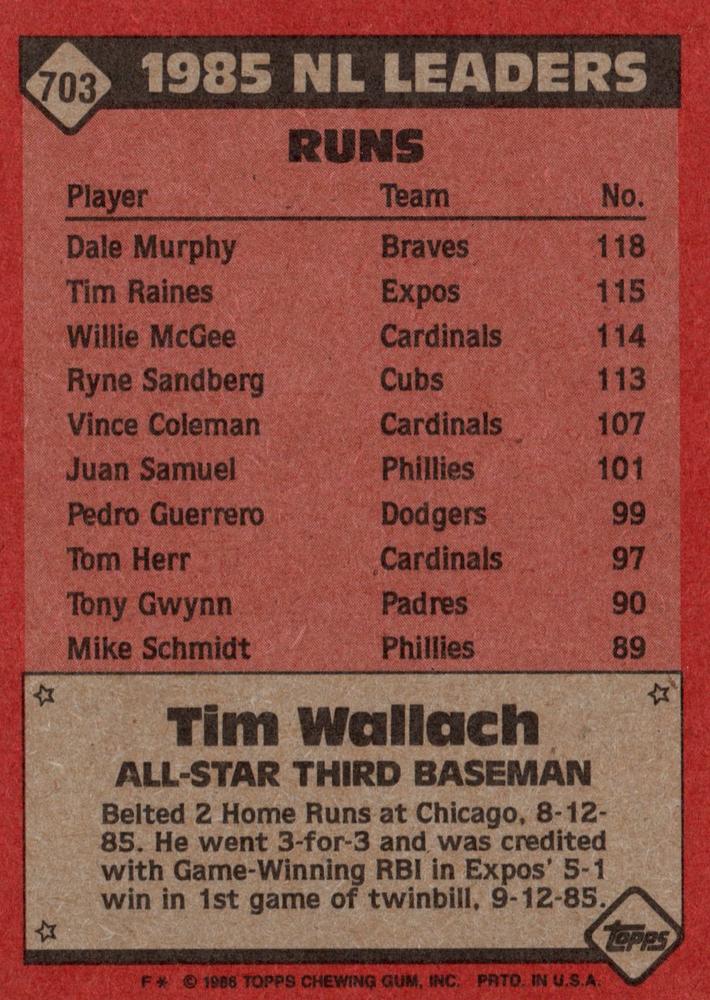 703 1985 NL LEADERS
RUNS
Player Team No.
Dale Murphy Braves 118
Tim Raines Expos 115
Willie McGee Cardinals 114
Ryne Sandberg Cubs 113
Vince Coleman Cardinals 107
Juan Samuel Phillies 101
Pedro Guerrero Dodgers 99
Tom Herr Cardinals 97
Tony Gwynn Padres 90
Mike Schmidt Phillies 89
Tim Wallach
ALL-STAR THIRD BASEMAN
Belted 2 Home Runs at Chicago, 8-12-
85. He went 3-for-3 and was credited
with Game-Winning RBI in Expos' 5-1
win in 1st game of twinbill, 9-12-85.
TOPPS
F* © 1986 TOPPS CHEWING GUM, INC. PRTD. IN U.S.A.